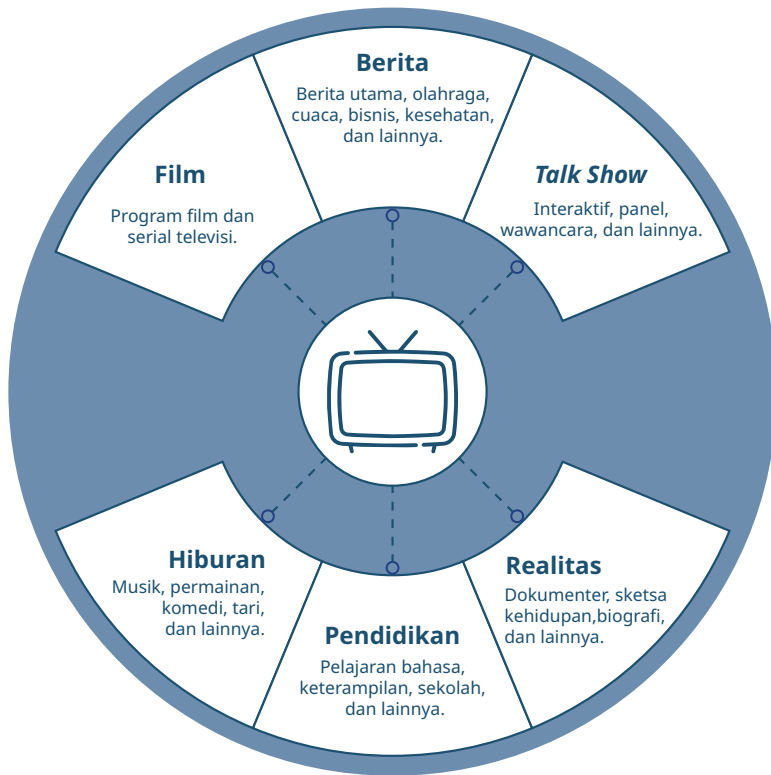 Berita
Berita utama, olahraga,
cuaca, bisnis, kesehatan,
dan lainnya.
Film
Program film dan
serial televisi.
Talk Show
Interaktif, panel,
wawancara, dan lainnya.
Hiburan
Musik, permainan,
komedi, tari,
dan lainnya.
Pendidikan
Pelajaran bahasa,
keterampilan, sekolah,
dan lainnya.
Realitas
Dokumenter, sketsa
kehidupan,biografi,
dan lainnya.